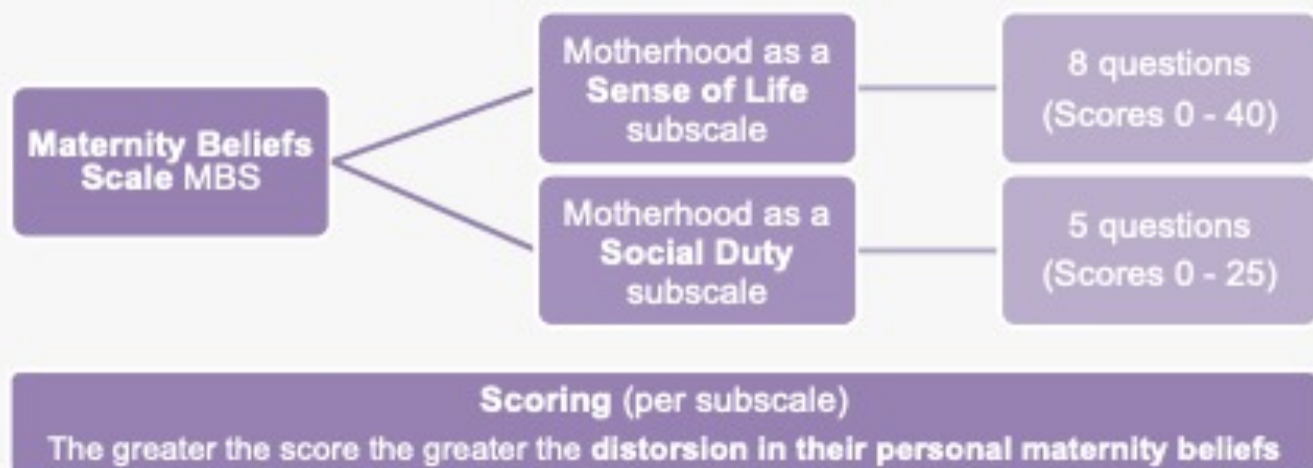 Maternity Beliefs
Scale MBS
Motherhood as a
Sense of Life
subscale
8 questions
(Scores 0 - 40)
Motherhood as a
Social Duty
subscale
5 questions
(Scores 0 - 25)
Scoring (per subscale)
The greater the score the greater the distorsion in their personal maternity beliefs